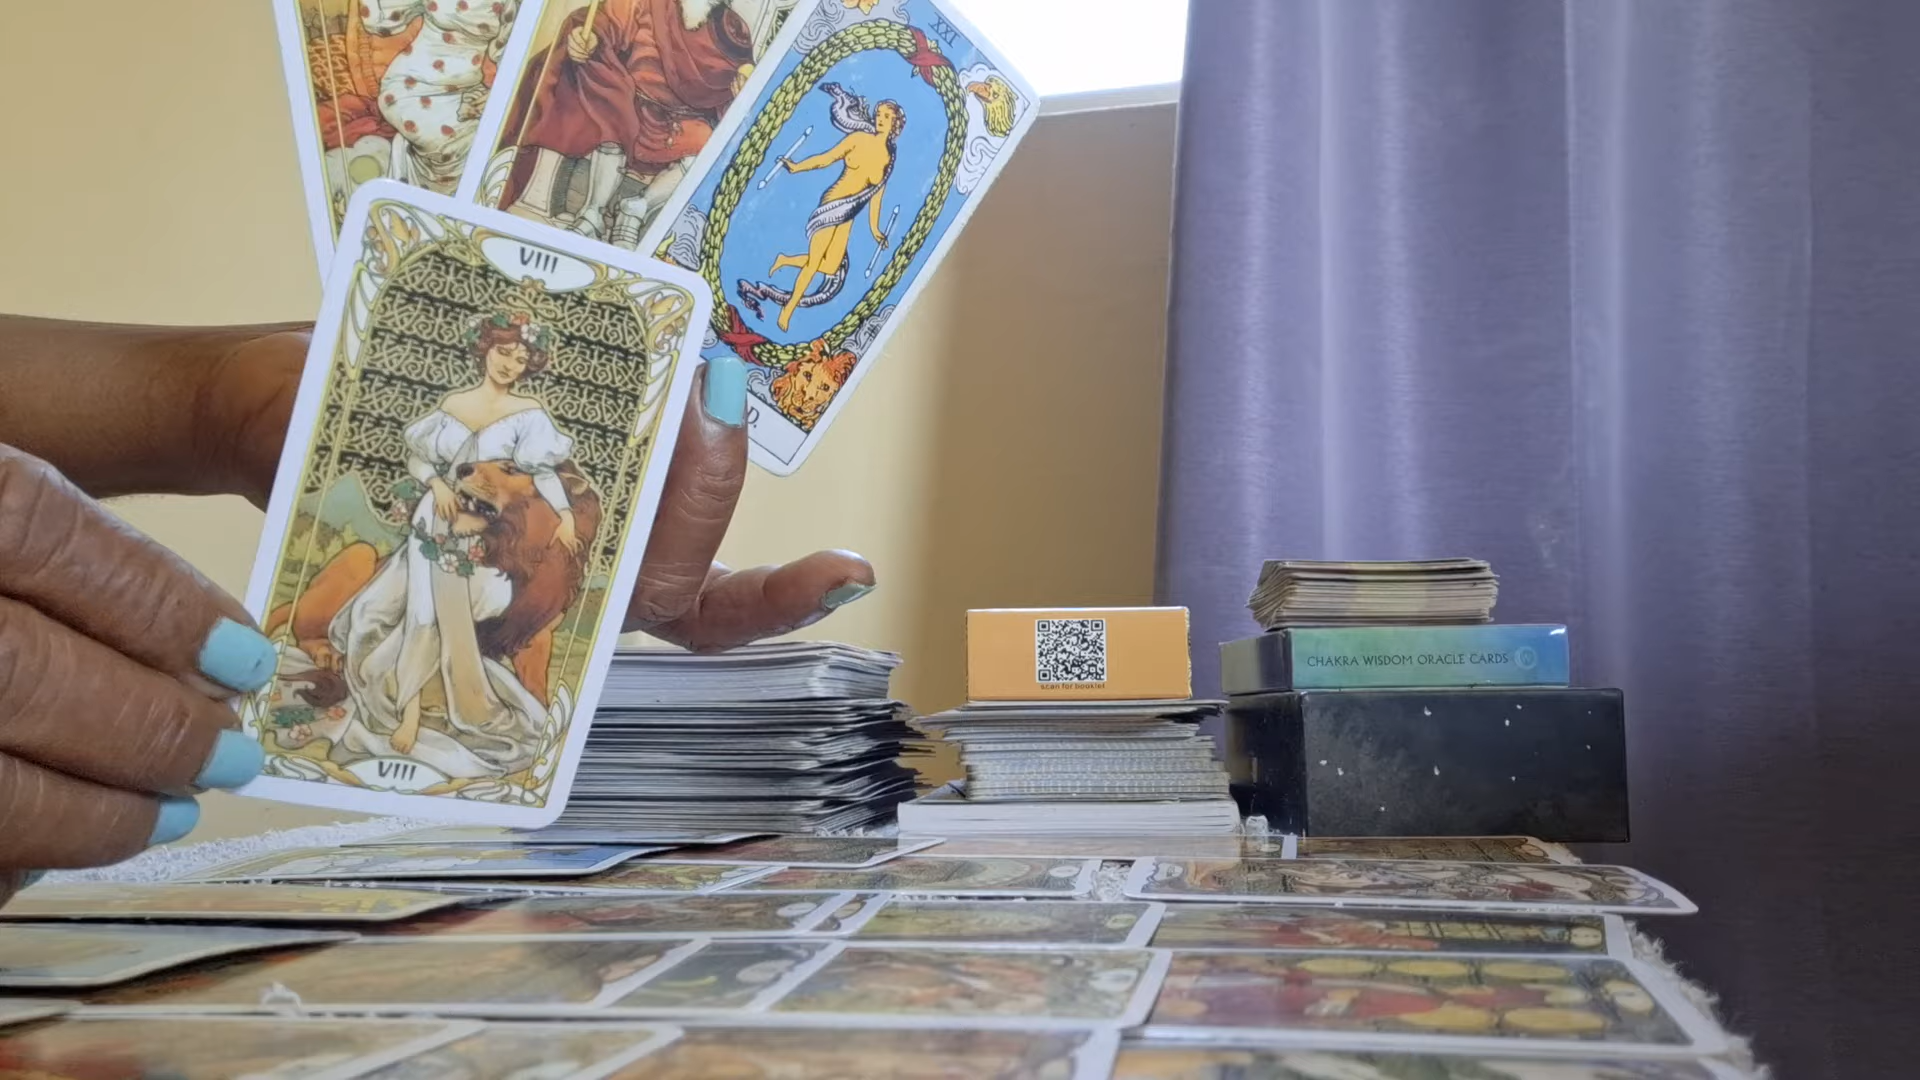 XXI
VIII
D.
VIII
scan for booklet
CHAKRA WISDOM ORACLE CARDS